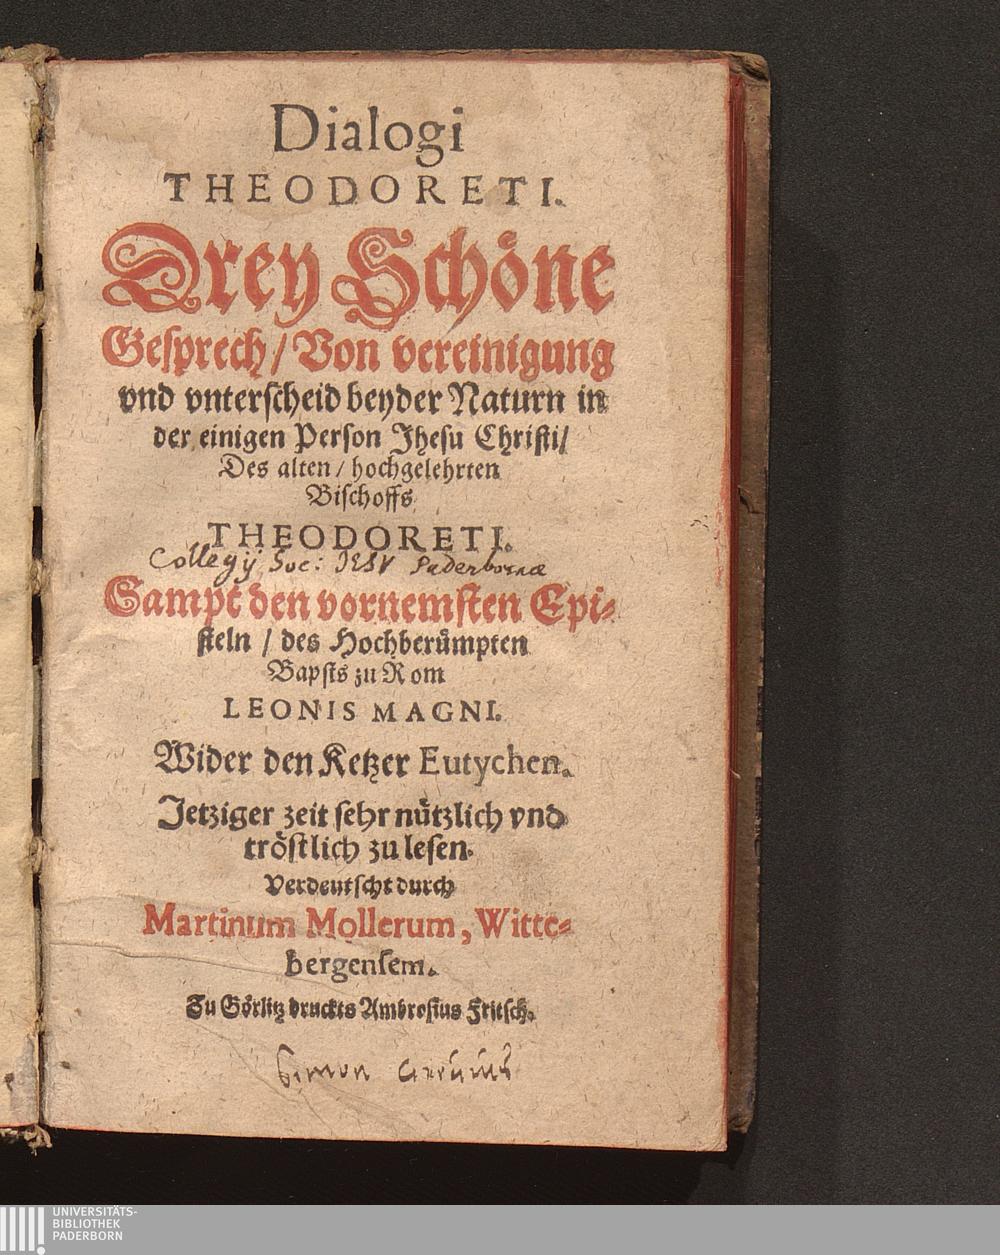 Dialogi
THEODORETI.
Drey Schöne
Gesprech / Von vereinigung
vnd vnterscheid beyder Naturn in
der einigen Person Jhesu Christi /
Des alten / hochgelehrten
Bischoffs
THEODORETI.
Collegij Soc: IESV Paderbornæ
Sampt den vornemsten Epi-
steln / des Hochberümpten
Bapsts zu Rom
LEONIS MAGNI.
Wider den Ketzer Eutychen.
Jetziger zeit sehr nützlich vnd
tröstlich zu lesen.
Verdeutscht durch
Martinum Mollerum, Witte-
bergensem.
Zu Görlitz druckts Ambrosius Fritsch.
Simon
UNIVERSITÄTS-
BIBLIOTHEK
PADERBORN